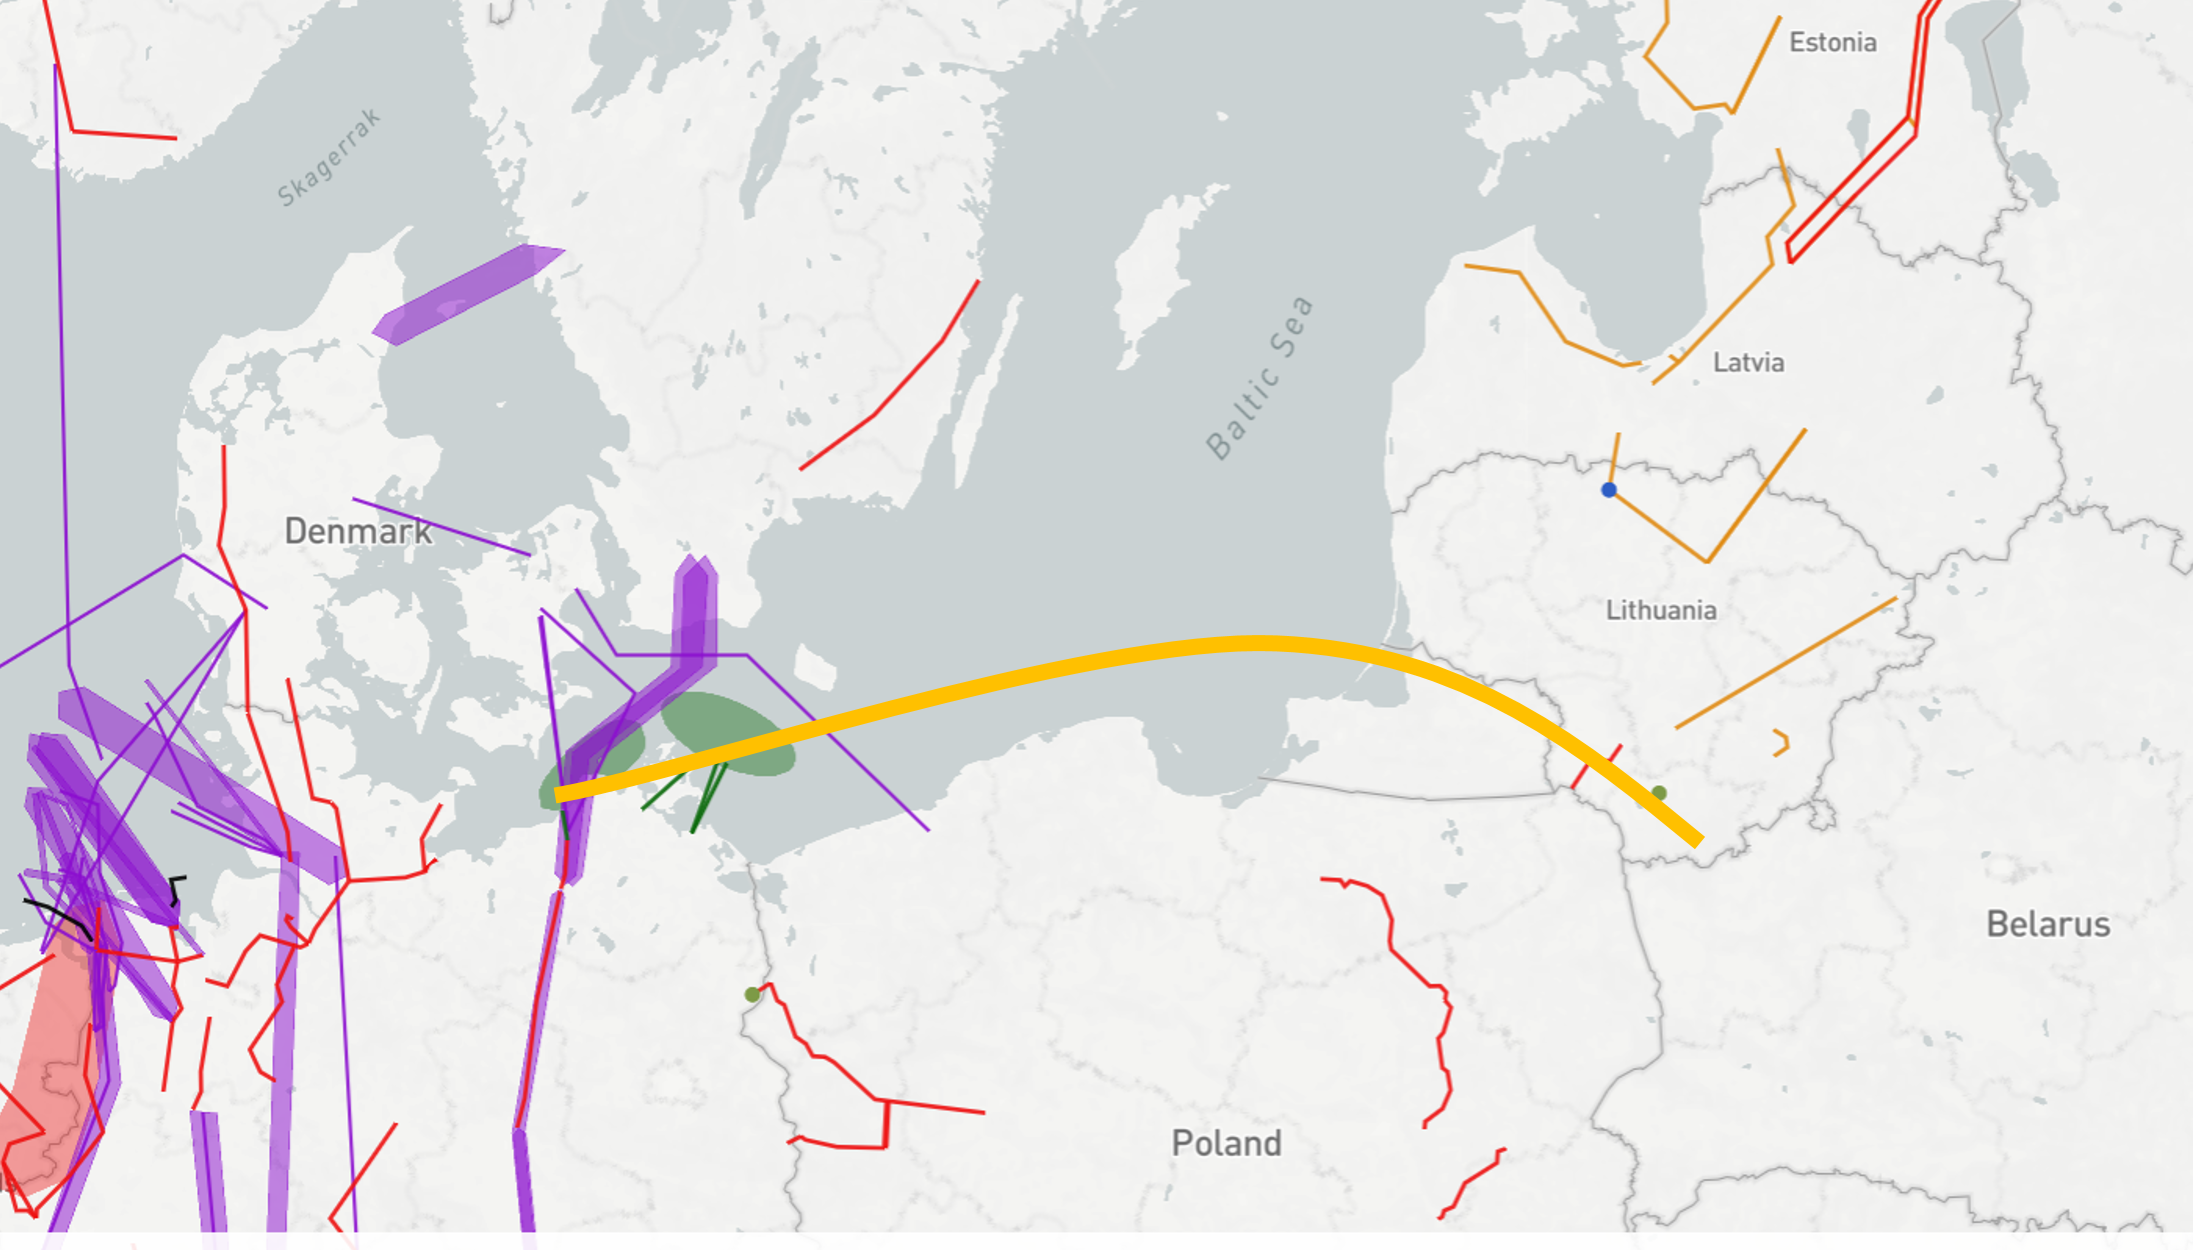 Estonia
Skagerrak
Baltic Sea
Latvia
Denmark
Lithuania
Belarus
Poland